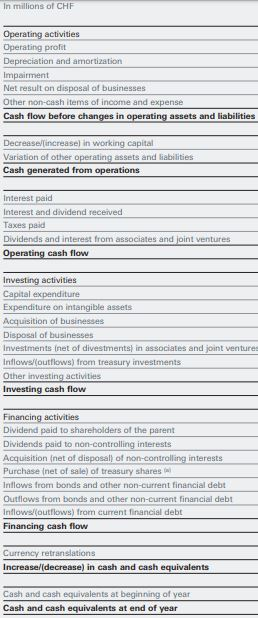 In millions of CHF
Operating activities
Operating profit
Depreciation and amortization
Impairment
Net result on disposal of businesses
Other non-cash items of income and expense
Cash flow before changes in operating assets and liabilities
Decrease/(increase) in working capital
Variation of other operating assets and liabilities
Cash generated from operations
Interest paid
Interest and dividend received
Taxes paid
Dividends and interest from associates and joint ventures
Operating cash flow
Investing activities
Capital expenditure
Expenditure on intangible assets
Acquisition of businesses
Disposal of businesses
Investments (net of divestments) in associates and joint ventures
Inflows/(outflows) from treasury investments
Other investing activities
Investing cash flow
Financing activities
Dividend paid to shareholders of the parent
Dividends paid to non-controlling interests
Acquisition (net of disposal) of non-controlling interests
Purchase (net of sale) of treasury shares (a)
Inflows from bonds and other non-current financial debt
Outflows from bonds and other non-current financial debt
Inflows/(outflows) from current financial debt
Financing cash flow
Currency retranslations
Increase/(decrease) in cash and cash equivalents
Cash and cash equivalents at beginning of year
Cash and cash equivalents at end of year